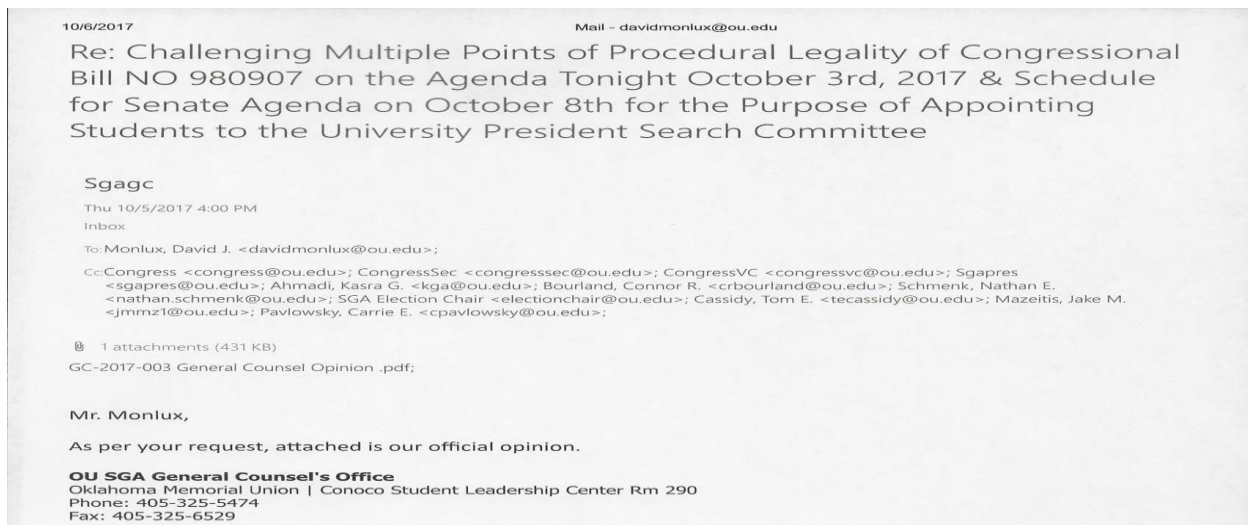 10/6/2017 Mail - davidmonlux@ou.edu
Re: Challenging Multiple Points of Procedural Legality of Congressional
Bill NO 980907 on the Agenda Tonight October 3rd, 2017 & Schedule
for Senate Agenda on October 8th for the Purpose of Appointing
Students to the University President Search Committee
Sgagc
Thu 10/5/2017 4:00 PM
Inbox
To:Monlux, David J. <davidmonlux@ou.edu>;
Cc:Congress <congress@ou.edu>; CongressSec <congresssec@ou.edu>; CongressVC <congressvc@ou.edu>; Sgapres
<sgapres@ou.edu>; Ahmadi, Kasra G. <kga@ou.edu>; Bourland, Connor R. <crbourland@ou.edu>; Schmenk, Nathan E.
<nathan.schmenk@ou.edu>; SGA Election Chair <electionchair@ou.edu>; Cassidy, Tom E. <tecassidy@ou.edu>; Mazeitis, Jake M.
<jmmz1@ou.edu>; Pavlowsky, Carrie E. <cpavlowsky@ou.edu>;
1 attachments (431 KB)
GC-2017-003 General Counsel Opinion .pdf;
Mr. Monlux,
As per your request, attached is our official opinion.
OU SGA General Counsel's Office
Oklahoma Memorial Union | Conoco Student Leadership Center Rm 290
Phone: 405-325-5474
Fax: 405-325-6529